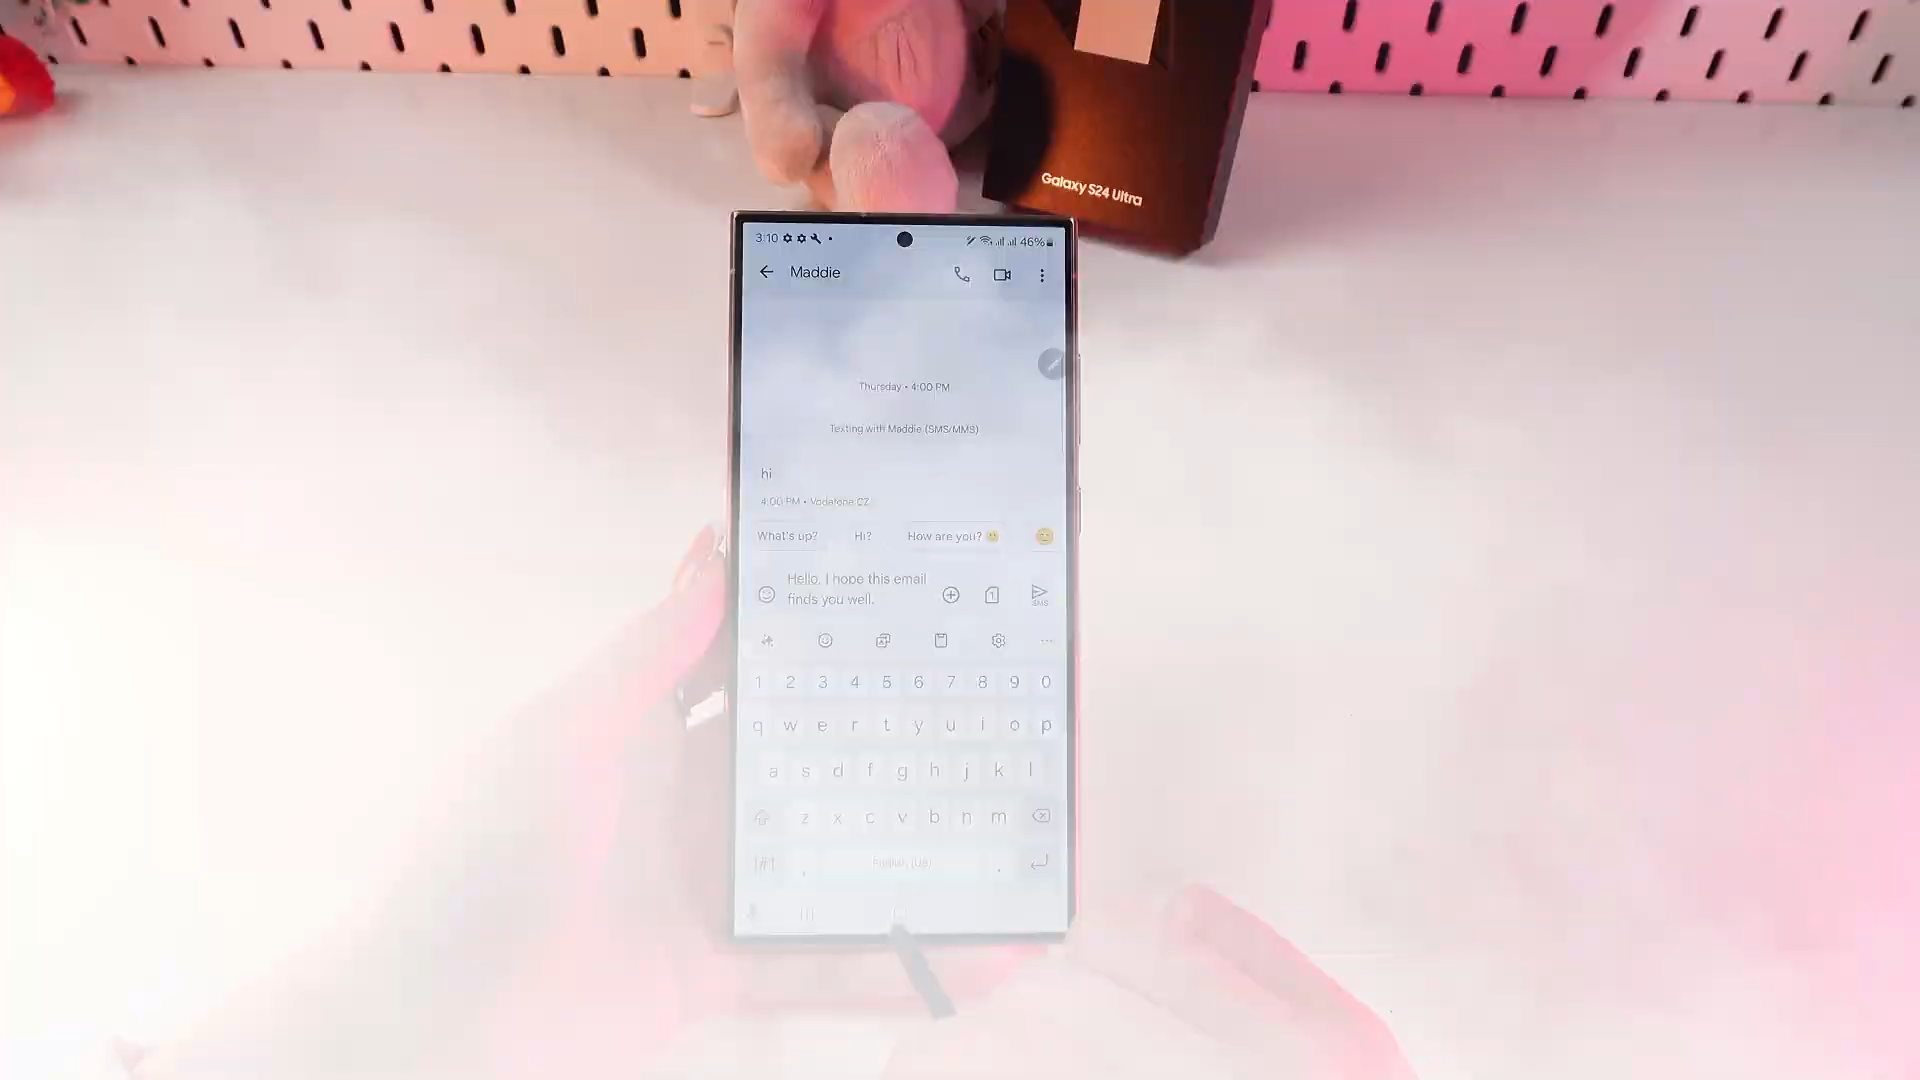 Galaxy S24 Ultra
3:10
46%
Maddie
Thursday • 4:00 PM
Texting with Maddie (SMS/MMS)
hi
4:00 PM • Vodafone CZ
What's up? Hi? How are you? 🙂 😊
Hello, I hope this email
finds you well.
1
SMS
1 2 3 4 5 6 7 8 9 0
q w e r t y u i o p
a s d f g h j k l
z x c v b n m
!#1 , English (US) .